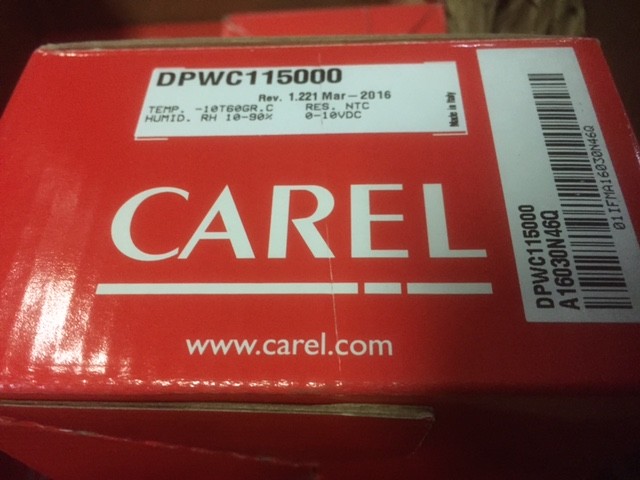 DPWC115000
Rev. 1.221 Mar-2016
TEMP. -10T60GR.C RES. NTC
HUMID. RH 10-90% 0-10VDC
Made in Italy
CAREL
www.carel.com
DPWC115000
A16030N46Q
01IFMA16030N46Q